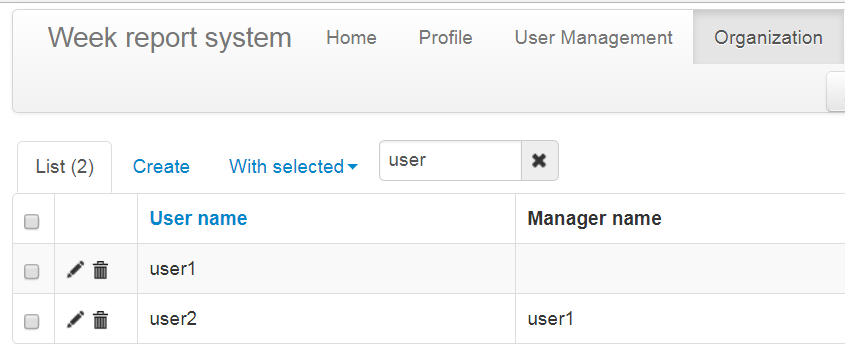 Week report system Home Profile User Management Organization
List (2) Create With selected user
User name Manager name
user1
user2 user1